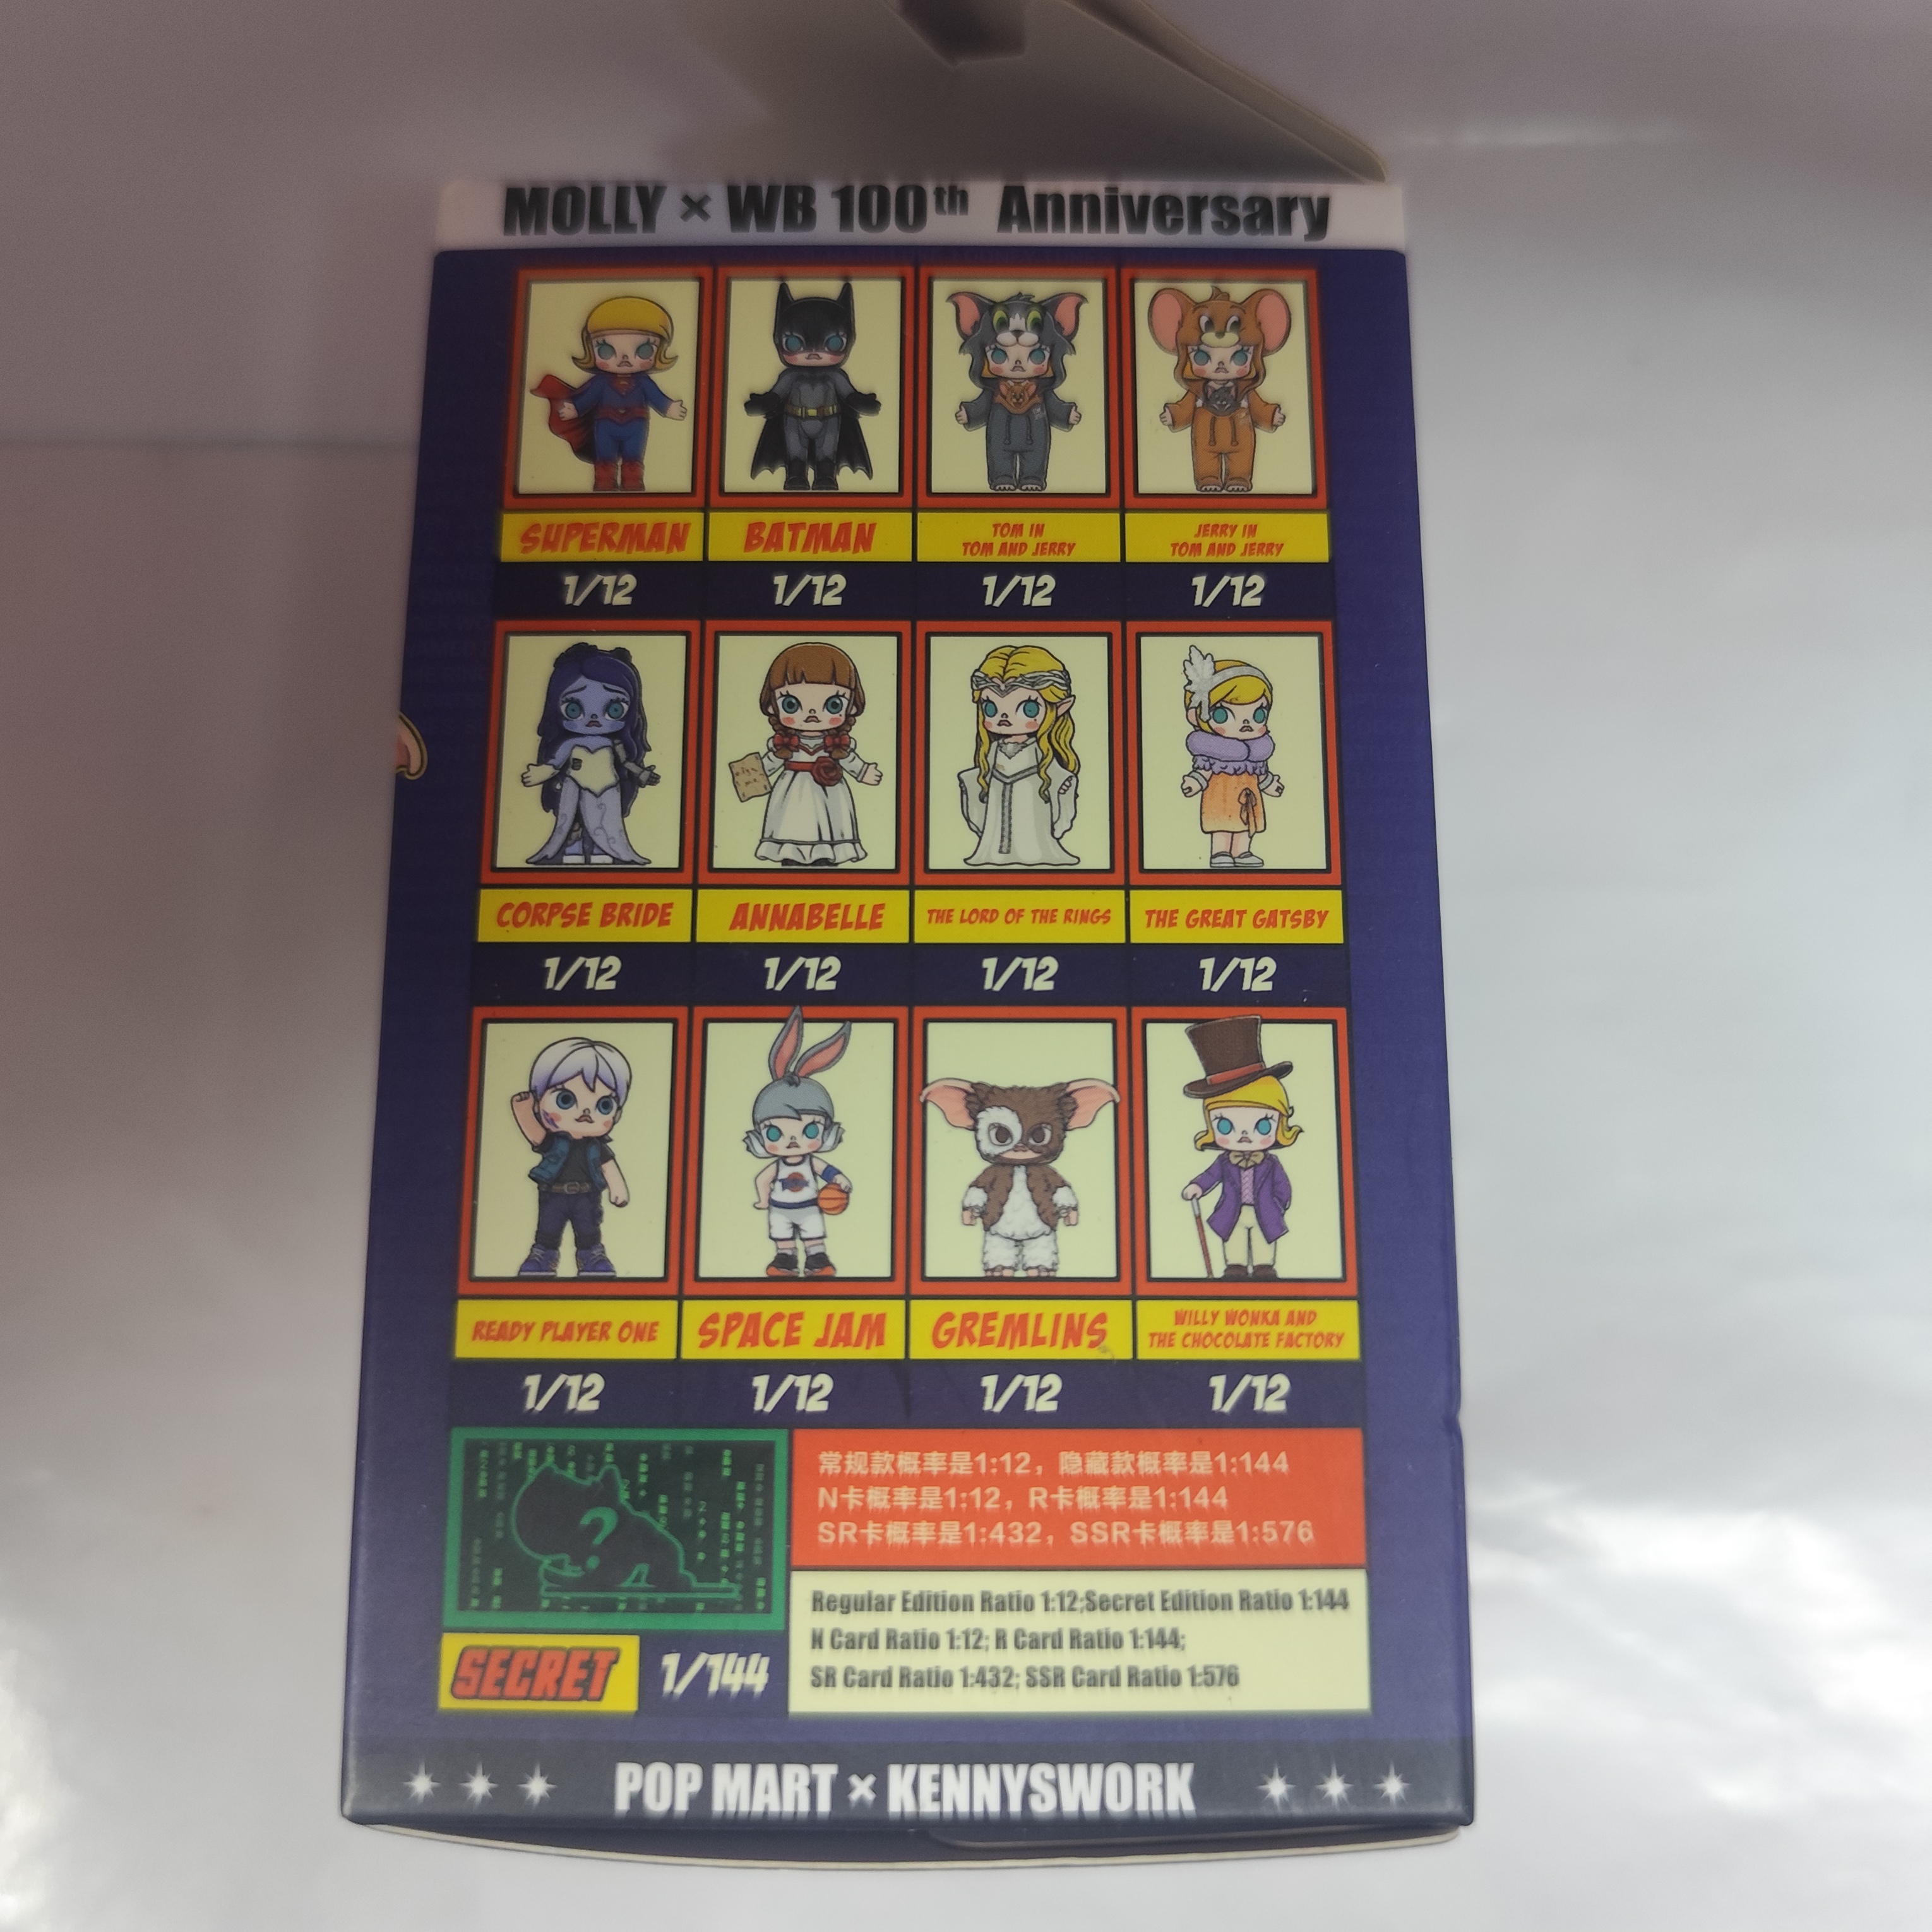 MOLLY × WB 100th Anniversary
SUPERMAN
BATMAN
TOM IN
TOM AND JERRY
JERRY IN
TOM AND JERRY
1/12
1/12
1/12
1/12
CORPSE BRIDE
ANNABELLE
THE LORD OF THE RINGS
THE GREAT GATSBY
1/12
1/12
1/12
1/12
READY PLAYER ONE
SPACE JAM
GREMLINS
WILLY WONKA AND
THE CHOCOLATE FACTORY
1/12
1/12
1/12
1/12
?
SECRET
1/144
常规款概率是1:12，隐藏款概率是1:144
N卡概率是1:12，R卡概率是1:144
SR卡概率是1:432，SSR卡概率是1:576
Regular Edition Ratio 1:12;Secret Edition Ratio 1:144
N Card Ratio 1:12; R Card Ratio 1:144;
SR Card Ratio 1:432; SSR Card Ratio 1:576
POP MART × KENNYSWORK